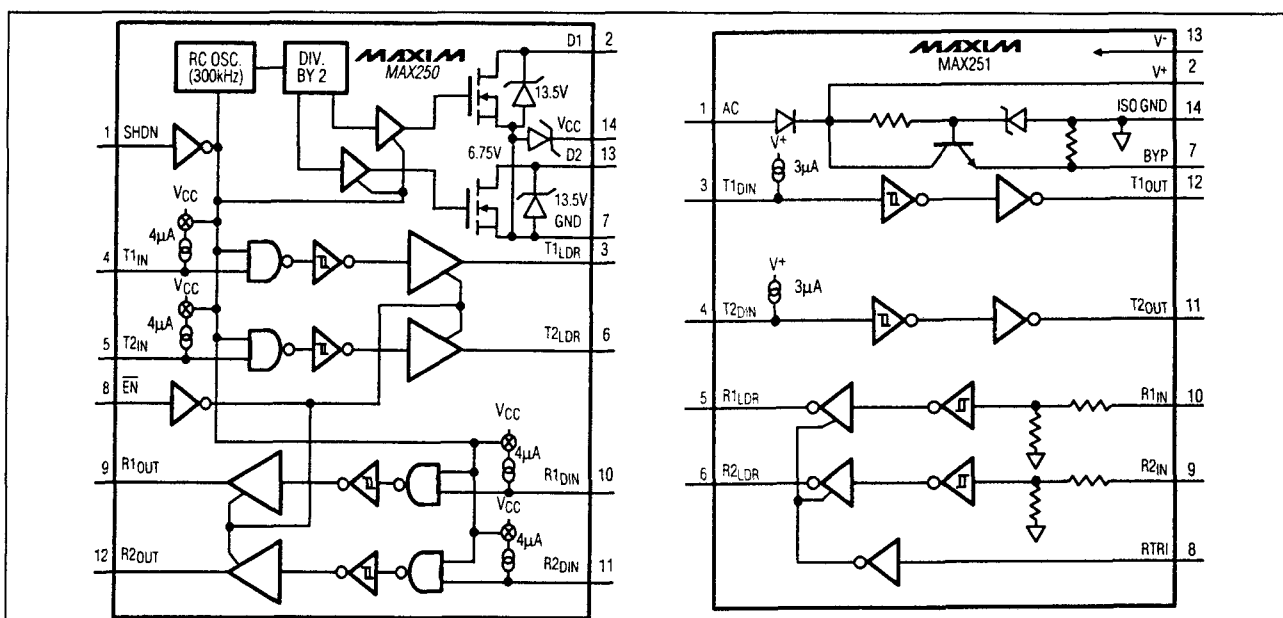 RC OSC.
(300kHz)
DIV.
BY 2
MAXIM
MAX250
D1 2
13.5V
1 SHDN
VCC 14
6.75V
D2 13
13.5V
GND 7
VCC
4µA
4 T1IN
T1LDR 3
VCC
4µA
5 T2IN
T2LDR 6
8 EN
VCC
4µA
9 R1OUT
R1DIN 10
VCC
4µA
12 R2OUT
R2DIN 11
MAXIM
MAX251
V- 13
V+ 2
1 AC
ISO GND 14
BYP 7
V+
3µA
3 T1DIN
T1OUT 12
V+
3µA
4 T2DIN
T2OUT 11
5 R1LDR
R1IN 10
6 R2LDR
R2IN 9
RTRI 8